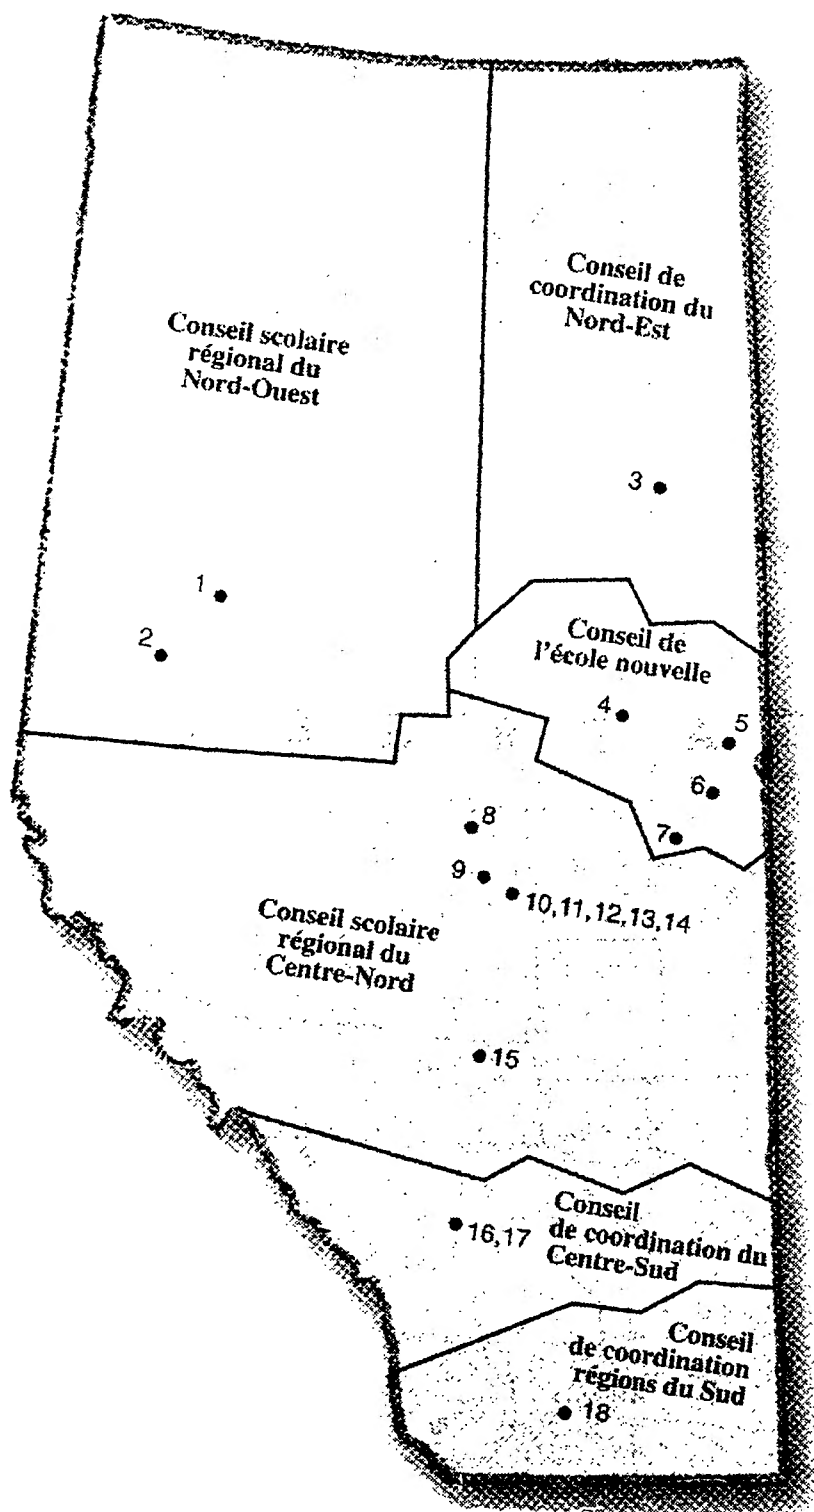 Conseil de
coordination du
Nord-Est
Conseil scolaire
régional du
Nord-Ouest
3
1
2
Conseil de
l'école nouvelle
4
5
6
7
8
9
10,11,12,13,14
Conseil scolaire
régional du
Centre-Nord
15
Conseil
de coordination du
Centre-Sud
16,17
Conseil
de coordination
régions du Sud
18